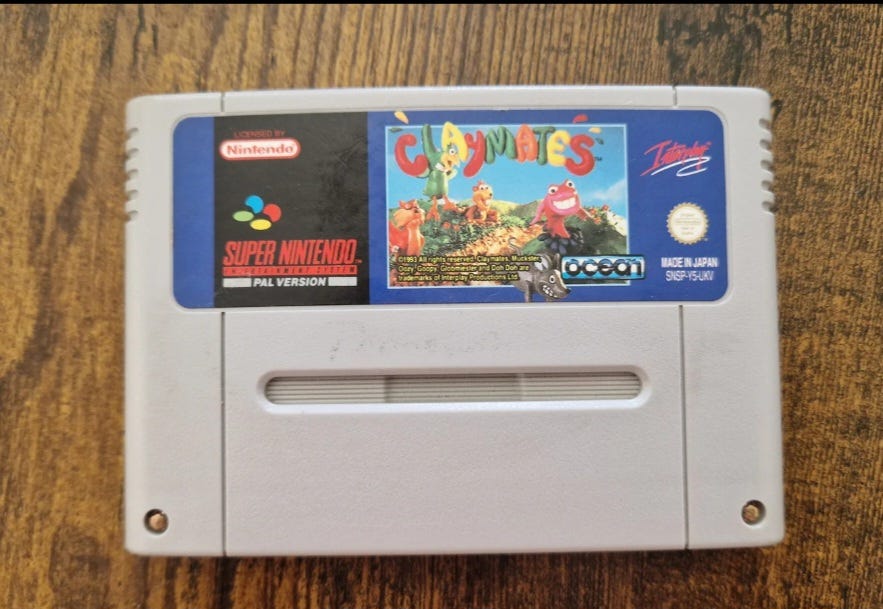 LICENSED BY
Nintendo
SUPER NINTENDO
ENTERTAINMENT SYSTEM
PAL VERSION
CLAYMATES™
©1993 All rights reserved. Claymates, Muckster,
Oozy, Goopy, Globmeister and Doh Doh are
trademarks of Interplay Productions Ltd.
ocean
Interplay
MADE IN JAPAN
SNSP-Y5-UKV